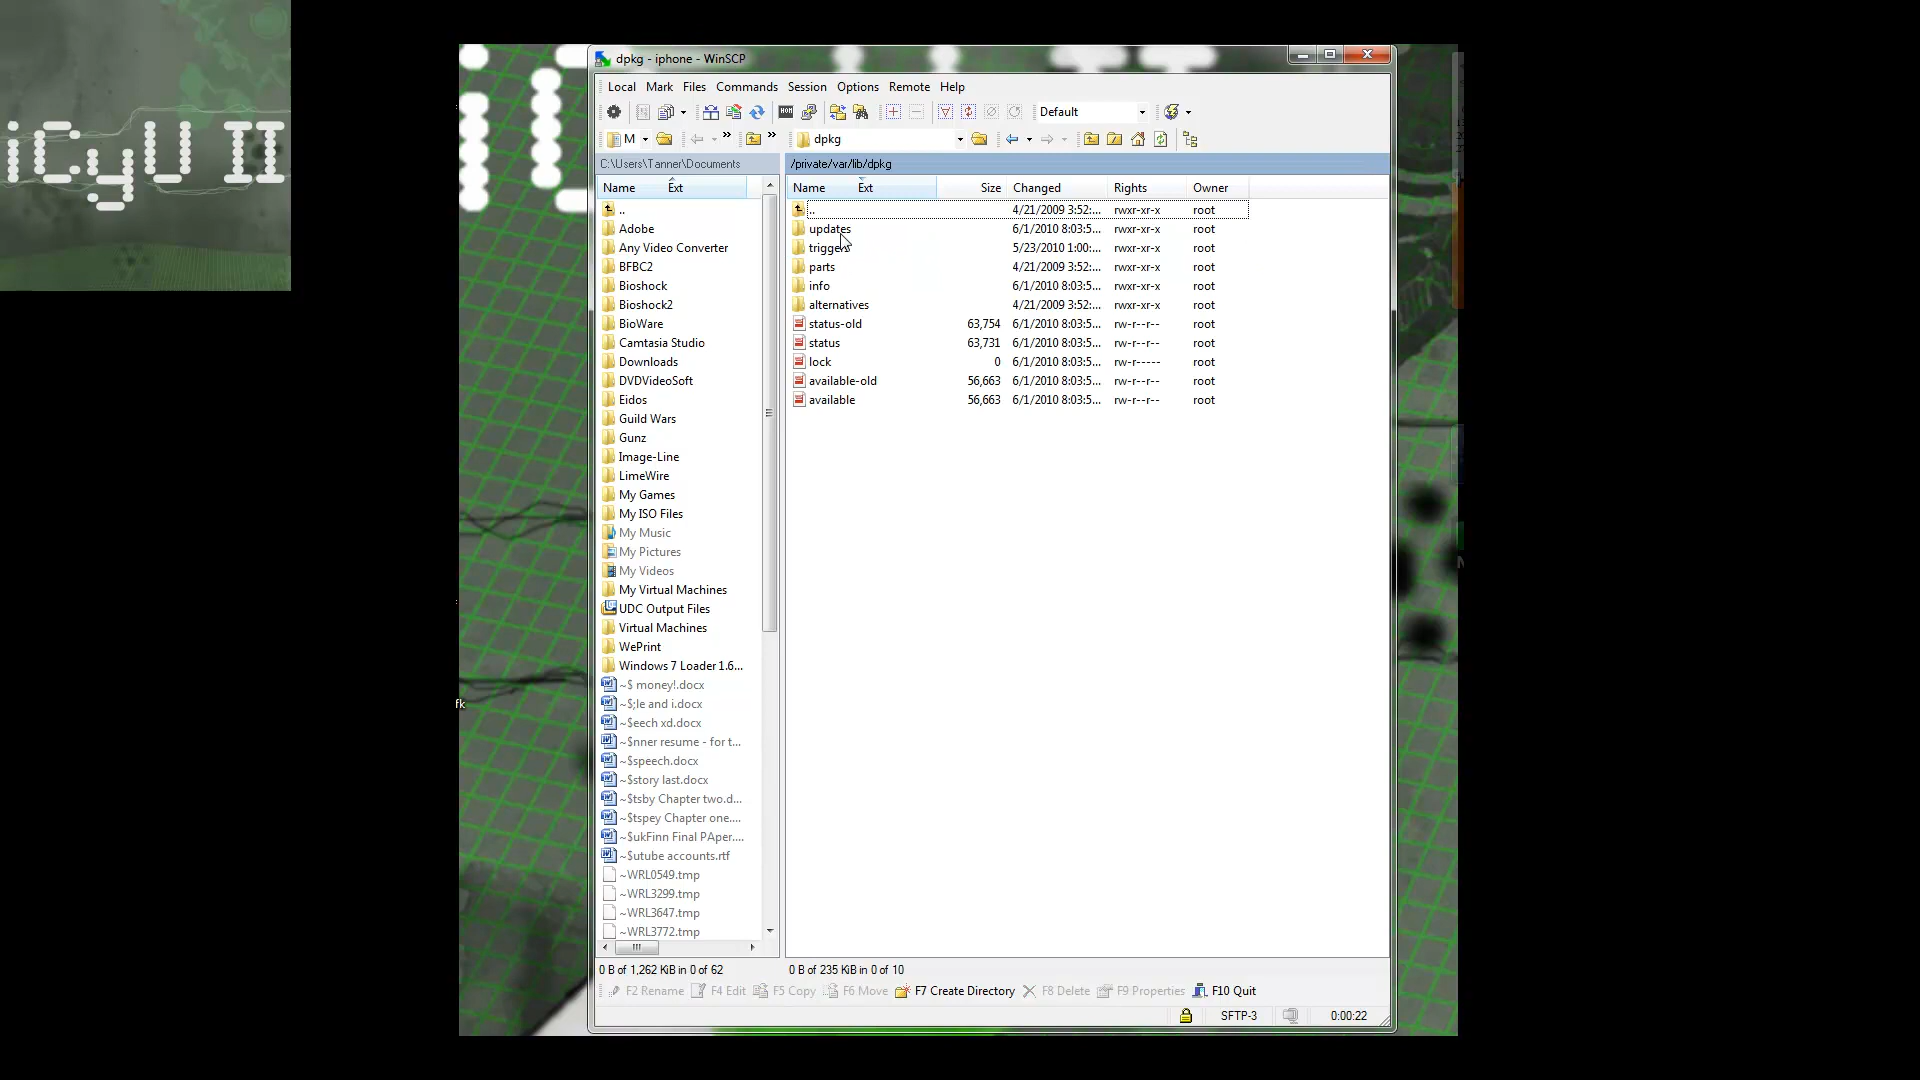 iCyU II
dpkg - iphone - WinSCP
Local Mark Files Commands Session Options Remote Help
Default
M » » dpkg
C:\Users\Tanner\Documents
/private/var/lib/dpkg
Name Ext
Name Ext Size Changed Rights Owner
..
Adobe
Any Video Converter
BFBC2
Bioshock
Bioshock2
BioWare
Camtasia Studio
Downloads
DVDVideoSoft
Eidos
Guild Wars
Gunz
Image-Line
LimeWire
My Games
My ISO Files
My Music
My Pictures
My Videos
My Virtual Machines
UDC Output Files
Virtual Machines
WePrint
Windows 7 Loader 1.6...
~$ money!.docx
~$;le and i.docx
~$eech xd.docx
~$nner resume - for t...
~$speech.docx
~$story last.docx
~$tsby Chapter two.d...
~$tspey Chapter one....
~$ukFinn Final PAper....
~$utube accounts.rtf
~WRL0549.tmp
~WRL3299.tmp
~WRL3647.tmp
~WRL3772.tmp
.. 4/21/2009 3:52:... rwxr-xr-x root
updates 6/1/2010 8:03:5... rwxr-xr-x root
triggers 5/23/2010 1:00:... rwxr-xr-x root
parts 4/21/2009 3:52:... rwxr-xr-x root
info 6/1/2010 8:03:5... rwxr-xr-x root
alternatives 4/21/2009 3:52:... rwxr-xr-x root
status-old 63,754 6/1/2010 8:03:5... rw-r--r-- root
status 63,731 6/1/2010 8:03:5... rw-r--r-- root
lock 0 6/1/2010 8:03:5... rw-r----- root
available-old 56,663 6/1/2010 8:03:5... rw-r--r-- root
available 56,663 6/1/2010 8:03:5... rw-r--r-- root
fk
0 B of 1,262 KiB in 0 of 62
0 B of 235 KiB in 0 of 10
F2 Rename F4 Edit F5 Copy F6 Move F7 Create Directory F8 Delete F9 Properties F10 Quit
SFTP-3 0:00:22